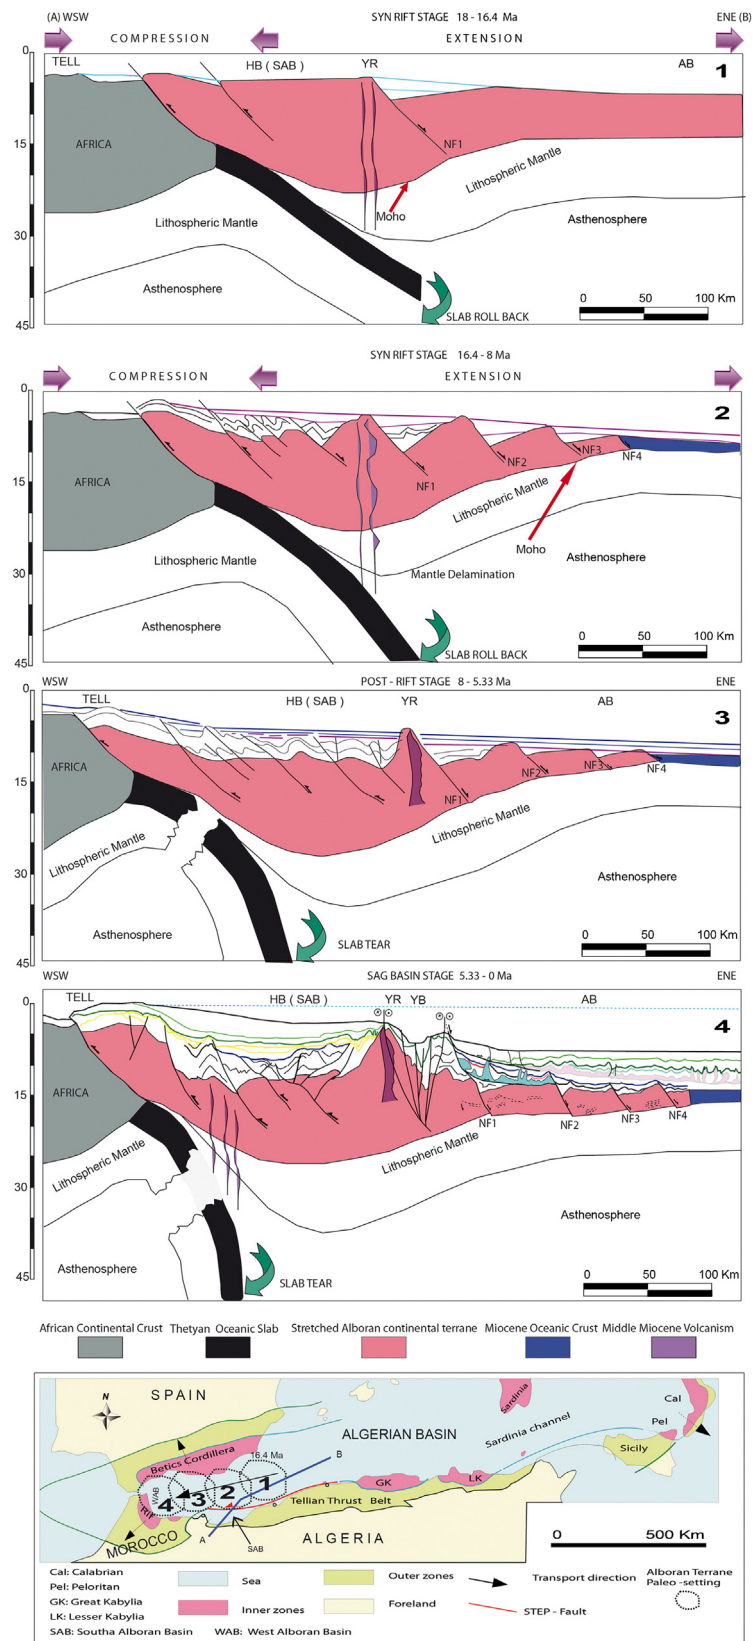 (A) WSW SYN RIFT STAGE 18 - 16.4 Ma ENE (B)
COMPRESSION EXTENSION
0 TELL HB ( SAB ) YR AB 1
15 AFRICA NF1
Lithospheric Mantle
Moho
30 Lithospheric Mantle Asthenosphere
Asthenosphere
0 50 100 Km
45 SLAB ROLL BACK
SYN RIFT STAGE 16.4 - 8 Ma
COMPRESSION EXTENSION
0
2
NF2 NF3 NF4
15 AFRICA NF1
Lithospheric Mantle
Moho
Lithospheric Mantle Asthenosphere
30 Mantle Delamination
Asthenosphere
0 50 100 Km
45 SLAB ROLL BACK
WSW POST - RIFT STAGE 8 - 5.33 Ma ENE
0 TELL HB ( SAB ) YR AB
3
AFRICA NF2 NF3 NF4
15 NF1
Lithospheric Mantle Lithospheric Mantle
30 Asthenosphere
Asthenosphere
SLAB TEAR
0 50 100 Km
45
WSW SAG BASIN STAGE 5.33 - 0 Ma ENE
0 TELL HB ( SAB ) YR YB AB
4
15 AFRICA
NF1 NF2 NF3 NF4
Lithospheric Mantle Lithospheric Mantle
30 Asthenosphere
Asthenosphere
SLAB TEAR
0 50 100 Km
45
African Continental Crust Thetyan Oceanic Slab Stretched Alboran continental terrane Miocene Oceanic Crust Middle Miocene Volcanism
SPAIN
N
Sardinia
Cal
ALGERIAN BASIN
Sardinia channel
Pel
Betics Cordillera
Sicily
16.4 Ma
B
WAB
4 3 2 1
GK LK
Rif
Tellian Thrust Belt
A
SAB
MOROCCO
ALGERIA
0 500 Km
Cal: Calabrian
Pel: Peloritan
GK: Great Kabylia
LK: Lesser Kabylia
SAB: Southa Alboran Basin WAB: West Alboran Basin
Sea
Inner zones
Outer zones
Foreland
Transport direction
STEP - Fault
Alboran Terrane
Paleo -setting